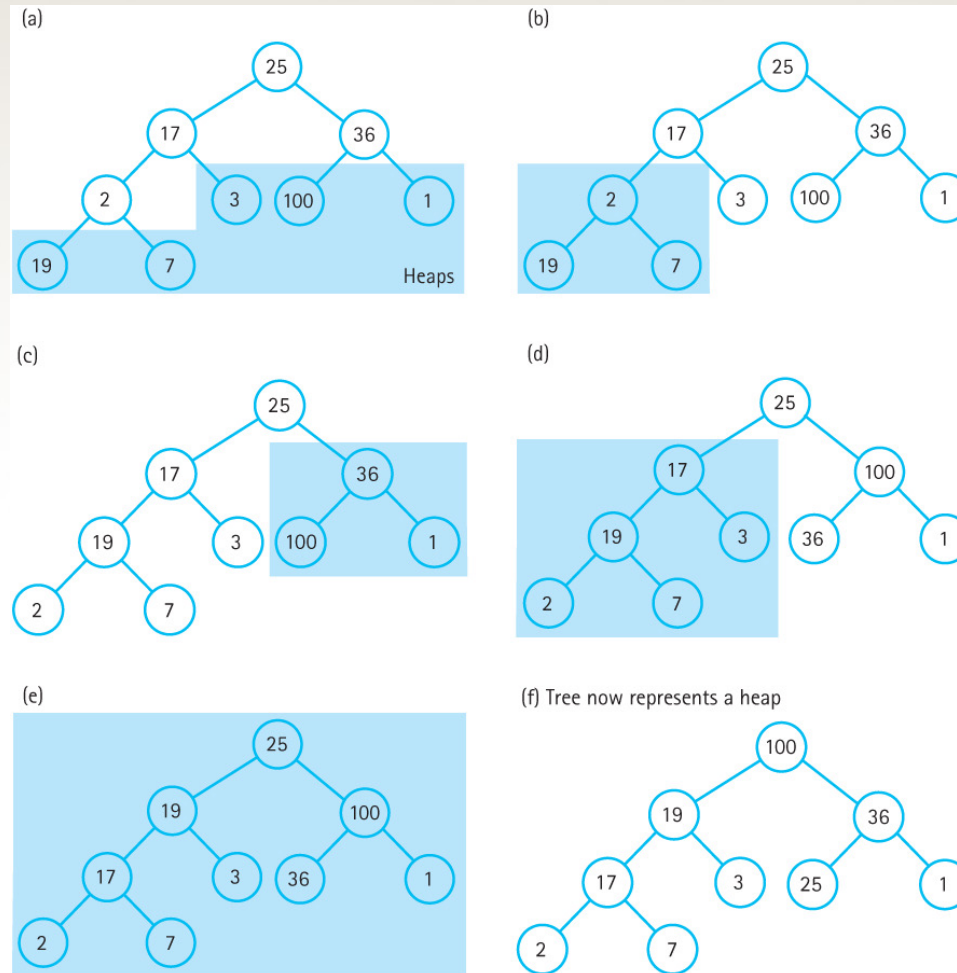 (a)
25
17 36
2 3 100 1
19 7
Heaps
(b)
25
17 36
2 3 100 1
19 7
(c)
25
17 36
19 3 100 1
2 7
(d)
25
17 100
19 3 36 1
2 7
(e)
25
19 100
17 3 36 1
2 7
(f) Tree now represents a heap
100
19 36
17 3 25 1
2 7